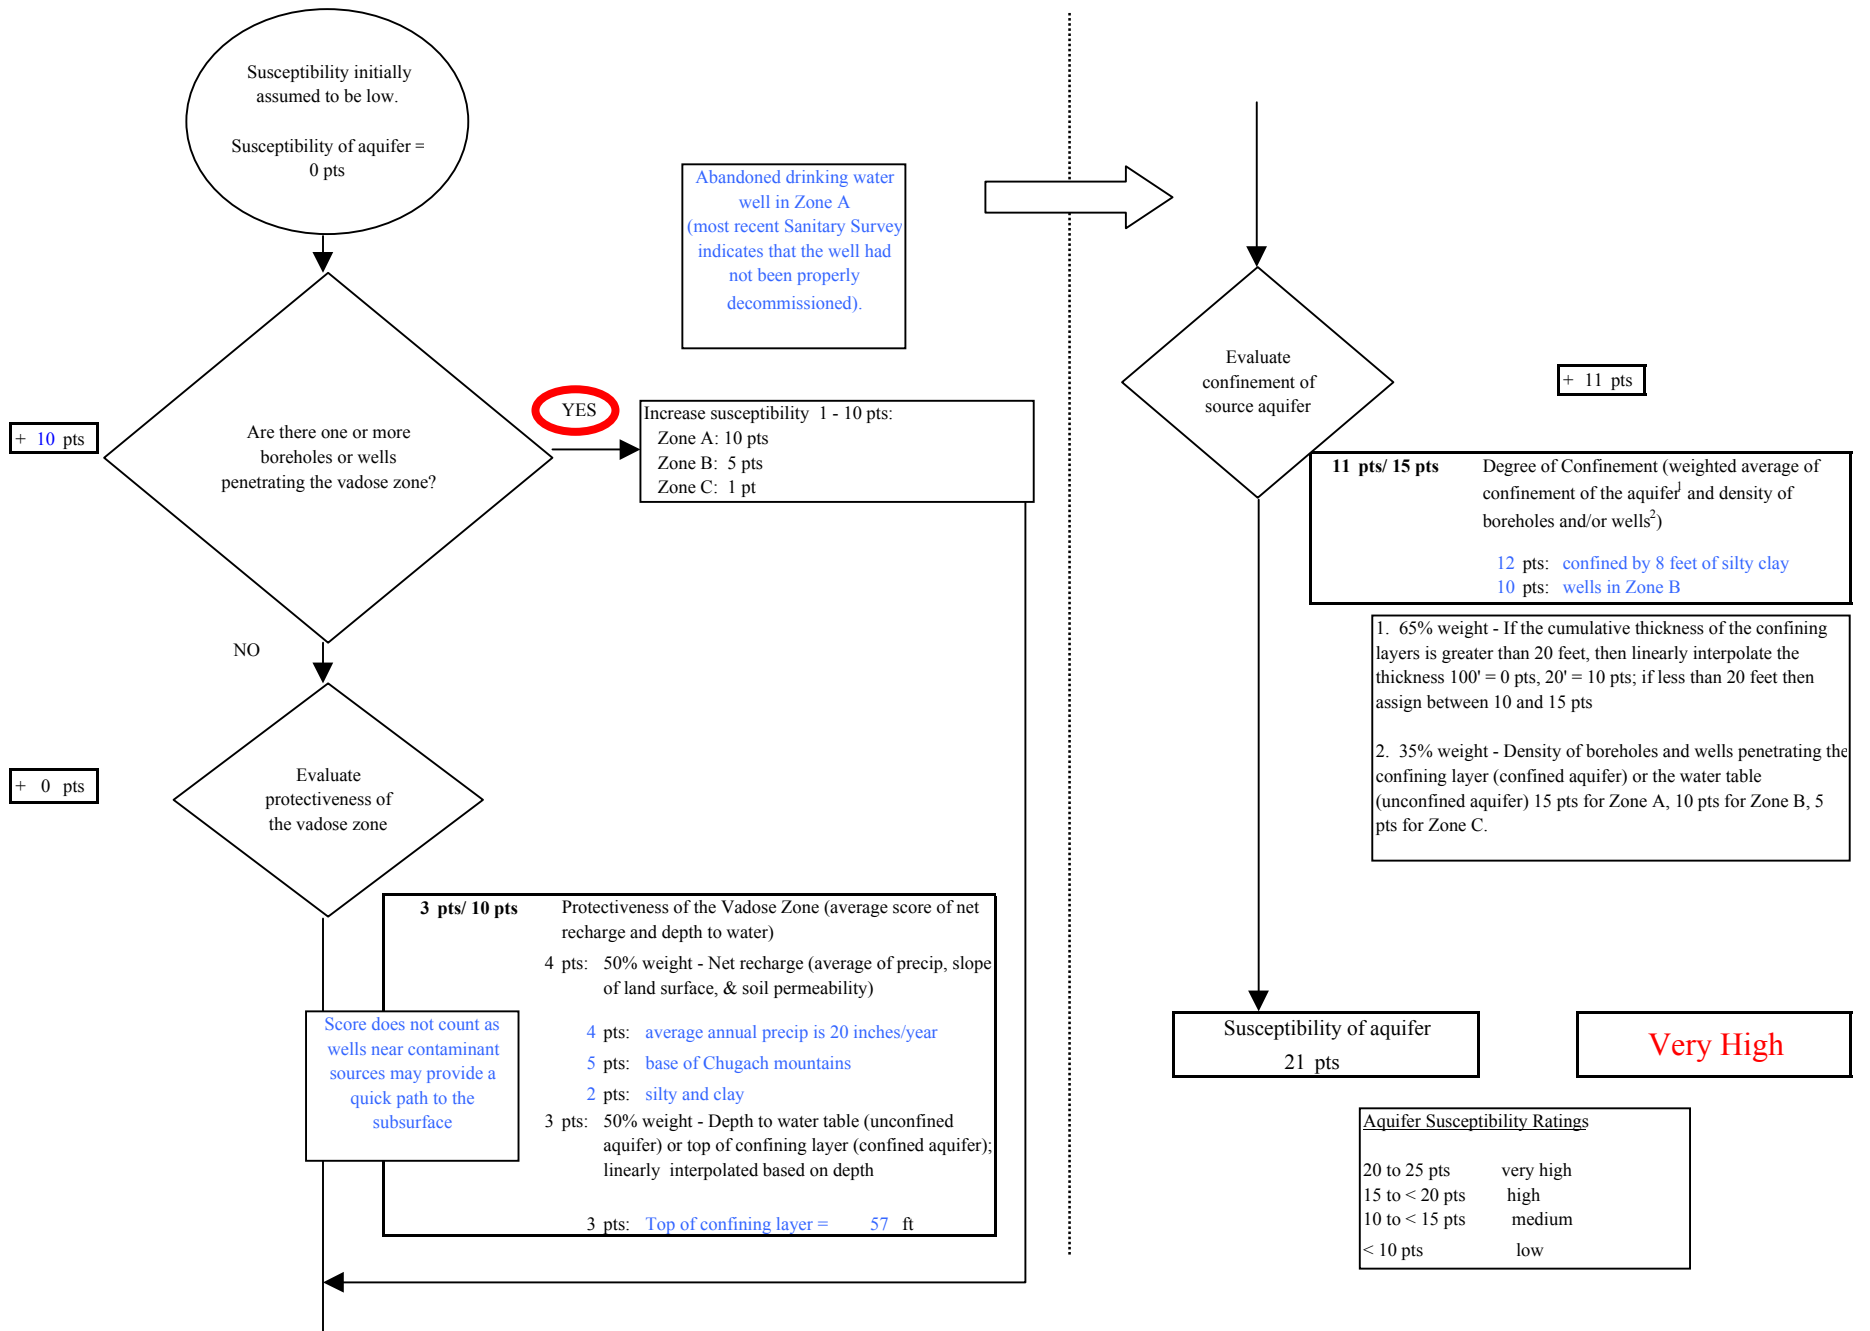 Susceptibility initially
assumed to be low.
Susceptibility of aquifer =
0 pts
Abandoned drinking water
well in Zone A
(most recent Sanitary Survey
indicates that the well had
not been properly
decommissioned).
+ 10 pts
Are there one or more
boreholes or wells
penetrating the vadose zone?
YES
Increase susceptibility 1 - 10 pts:
Zone A: 10 pts
Zone B: 5 pts
Zone C: 1 pt
NO
+ 0 pts
Evaluate
protectiveness of
the vadose zone
3 pts/ 10 pts Protectiveness of the Vadose Zone (average score of net
recharge and depth to water)
4 pts: 50% weight - Net recharge (average of precip, slope
of land surface, & soil permeability)
4 pts: average annual precip is 20 inches/year
5 pts: base of Chugach mountains
2 pts: silty and clay
3 pts: 50% weight - Depth to water table (unconfined
aquifer) or top of confining layer (confined aquifer);
linearly interpolated based on depth
3 pts: Top of confining layer = 57 ft
Score does not count as
wells near contaminant
sources may provide a
quick path to the
subsurface
Evaluate
confinement of
source aquifer
+ 11 pts
11 pts/ 15 pts Degree of Confinement (weighted average of
confinement of the aquifer1 and density of
boreholes and/or wells2)
12 pts: confined by 8 feet of silty clay
10 pts: wells in Zone B
1. 65% weight - If the cumulative thickness of the confining
layers is greater than 20 feet, then linearly interpolate the
thickness 100' = 0 pts, 20' = 10 pts; if less than 20 feet then
assign between 10 and 15 pts
2. 35% weight - Density of boreholes and wells penetrating the
confining layer (confined aquifer) or the water table
(unconfined aquifer) 15 pts for Zone A, 10 pts for Zone B, 5
pts for Zone C.
Susceptibility of aquifer
21 pts
Very High
Aquifer Susceptibility Ratings
20 to 25 pts very high
15 to < 20 pts high
10 to < 15 pts medium
< 10 pts low